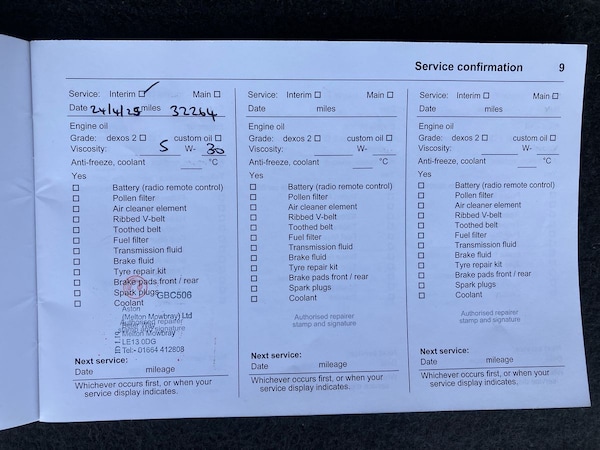 Service confirmation 9
Service: Interim ☑ Main ☐
Date 24/4/25 miles 32264
Engine oil
Grade: dexos 2 ☐ custom oil ☐
Viscosity: 5 W- 30
Anti-freeze, coolant °C
Yes
☐ Battery (radio remote control)
☐ Pollen filter
☐ Air cleaner element
☐ Ribbed V-belt
☐ Toothed belt
☐ Fuel filter
☐ Transmission fluid
☐ Brake fluid
☐ Tyre repair kit
☐ Brake pads front / rear
☐ Spark plugs
GBC506
☐ Coolant
Aston
(Melton Mowbray) Ltd
Authorised repairer
stamp and signature
Melton Mowbray
LE13 0DG
Tel:- 01664 412808
Next service:
Date mileage
Whichever occurs first, or when your
service display indicates.
Service: Interim ☐ Main ☐
Date miles
Engine oil
Grade: dexos 2 ☐ custom oil ☐
Viscosity: W-
Anti-freeze, coolant °C
Yes
☐ Battery (radio remote control)
☐ Pollen filter
☐ Air cleaner element
☐ Ribbed V-belt
☐ Toothed belt
☐ Fuel filter
☐ Transmission fluid
☐ Brake fluid
☐ Tyre repair kit
☐ Brake pads front / rear
☐ Spark plugs
☐ Coolant
Authorised repairer
stamp and signature
Next service:
Date mileage
Whichever occurs first, or when your
service display indicates.
Service: Interim ☐ Main ☐
Date miles
Engine oil
Grade: dexos 2 ☐ custom oil ☐
Viscosity: W-
Anti-freeze, coolant °C
Yes
☐ Battery (radio remote control)
☐ Pollen filter
☐ Air cleaner element
☐ Ribbed V-belt
☐ Toothed belt
☐ Fuel filter
☐ Transmission fluid
☐ Brake fluid
☐ Tyre repair kit
☐ Brake pads front / rear
☐ Spark plugs
☐ Coolant
Authorised repairer
stamp and signature
Next service:
Date mileage
Whichever occurs first, or when your
service display indicates.